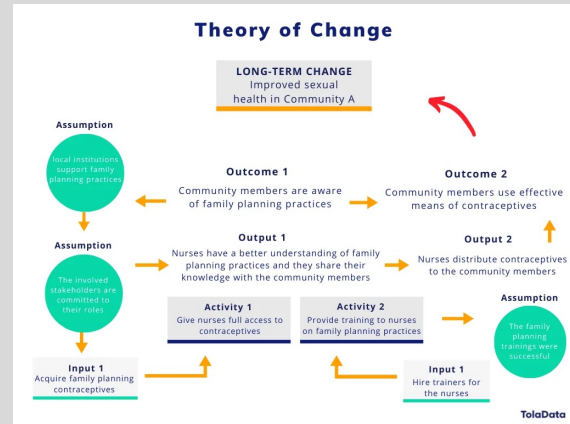 Theory of Change
LONG-TERM CHANGE
Improved sexual
health in Community A
Assumption
local institutions
support family
planning practices
Outcome 1
Community members are aware
of family planning practices
Outcome 2
Community members use effective
means of contraceptives
Assumption
The involved
stakeholders are
committed to
their roles
Output 1
Nurses have a better understanding of family
planning practices and they share their
knowledge with the community members
Output 2
Nurses distribute contraceptives
to the community members
Activity 1
Give nurses full access to
contraceptives
Activity 2
Provide training to nurses
on family planning practices
Assumption
The family
planning
trainings were
successful
Input 1
Acquire family planning
contraceptives
Input 1
Hire trainers for
the nurses
TolaData